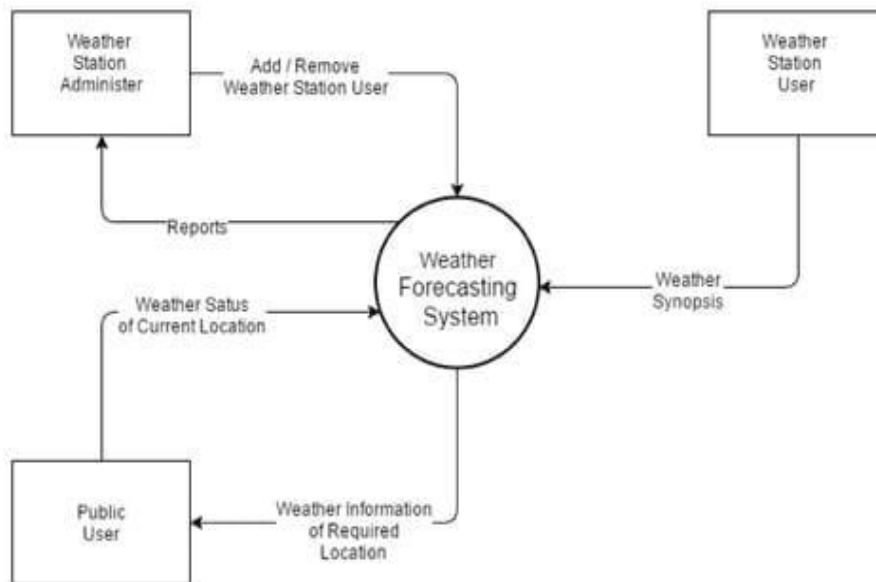 Weather
Station
Administer
Add / Remove
Weather Station User
Weather
Station
User
Reports
Weather
Forecasting
System
Weather
Synopsis
Weather Satus
of Current Location
Public
User
Weather Information
of Required
Location